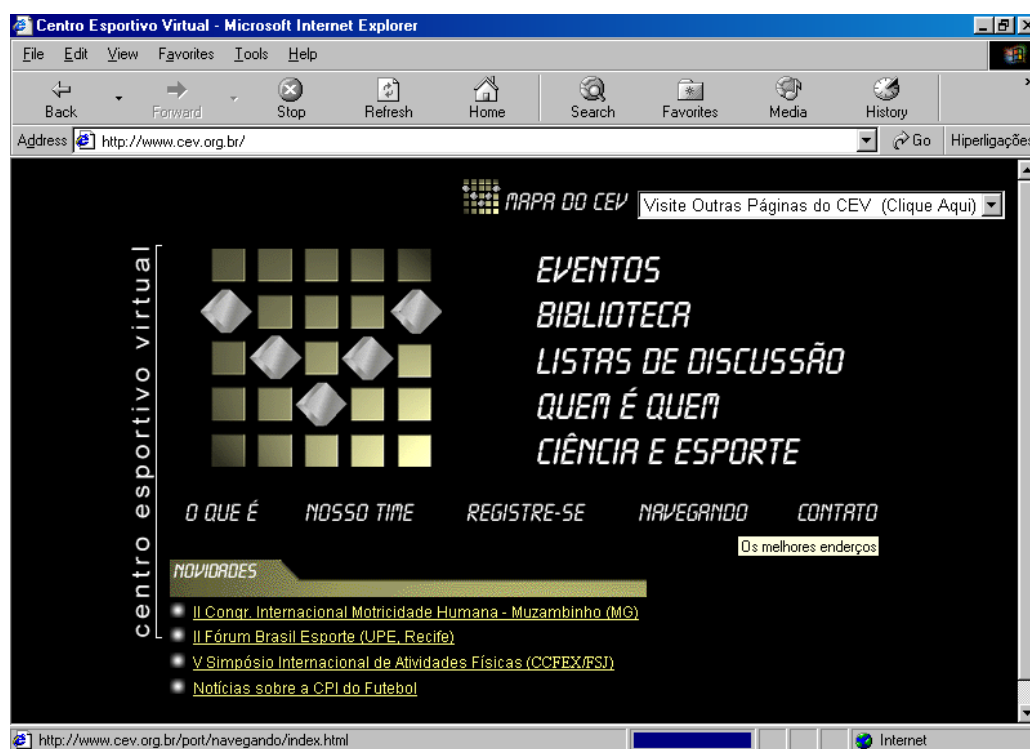 Centro Esportivo Virtual - Microsoft Internet Explorer
File Edit View Favorites Tools Help
Back Forward Stop Refresh Home Search Favorites Media History »
Address http://www.cev.org.br/ Go Hiperligações
MAPA DO CEV Visite Outras Páginas do CEV (Clique Aqui)
centro esportivo virtual
EVENTOS
BIBLIOTECA
LISTAS DE DISCUSSÃO
QUEM É QUEM
CIÊNCIA E ESPORTE
O QUE É NOSSO TIME REGISTRE-SE NAVEGANDO CONTATO
Os melhores enderços
NOVIDADES
II Congr. Internacional Motricidade Humana - Muzambinho (MG)
II Fórum Brasil Esporte (UPE, Recife)
V Simpósio Internacional de Atividades Físicas (CCFEX/FSJ)
Notícias sobre a CPI do Futebol
http://www.cev.org.br/port/navegando/index.html Internet